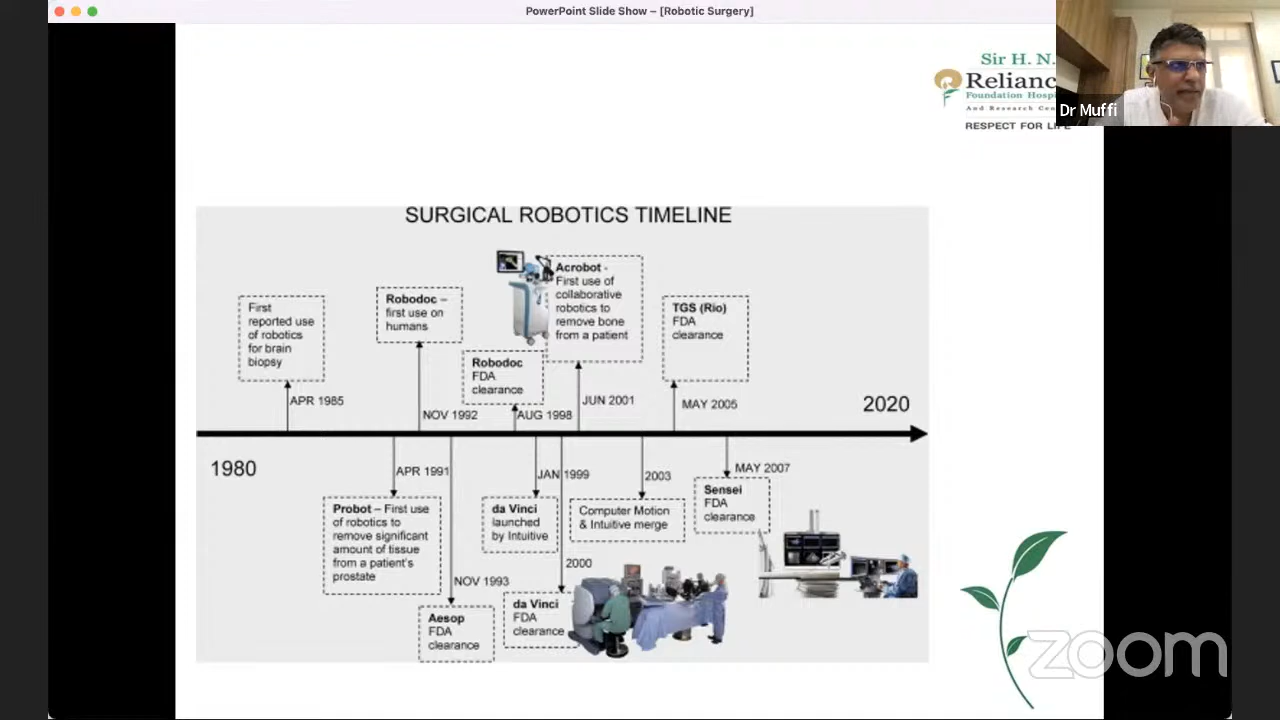 PowerPoint Slide Show – [Robotic Surgery]
Sir H. N.
Relianc
Foundation Hosp
And Research Cen
RESPECT FOR LIFE
Dr Muffi
SURGICAL ROBOTICS TIMELINE
First
reported use
of robotics
for brain
biopsy
APR 1985
Robodoc –
first use on
humans
NOV 1992
Robodoc
FDA
clearance
AUG 1998
Acrobot -
First use of
collaborative
robotics to
remove bone
from a patient
JUN 2001
TGS (Rio)
FDA
clearance
MAY 2005
2020
1980
APR 1991
Probot – First use
of robotics to
remove significant
amount of tissue
from a patient's
prostate
NOV 1993
Aesop
FDA
clearance
JAN 1999
da Vinci
launched
by Intuitive
2000
da Vinci
FDA
clearance
2003
Computer Motion
& Intuitive merge
MAY 2007
Sensei
FDA
clearance
zoom